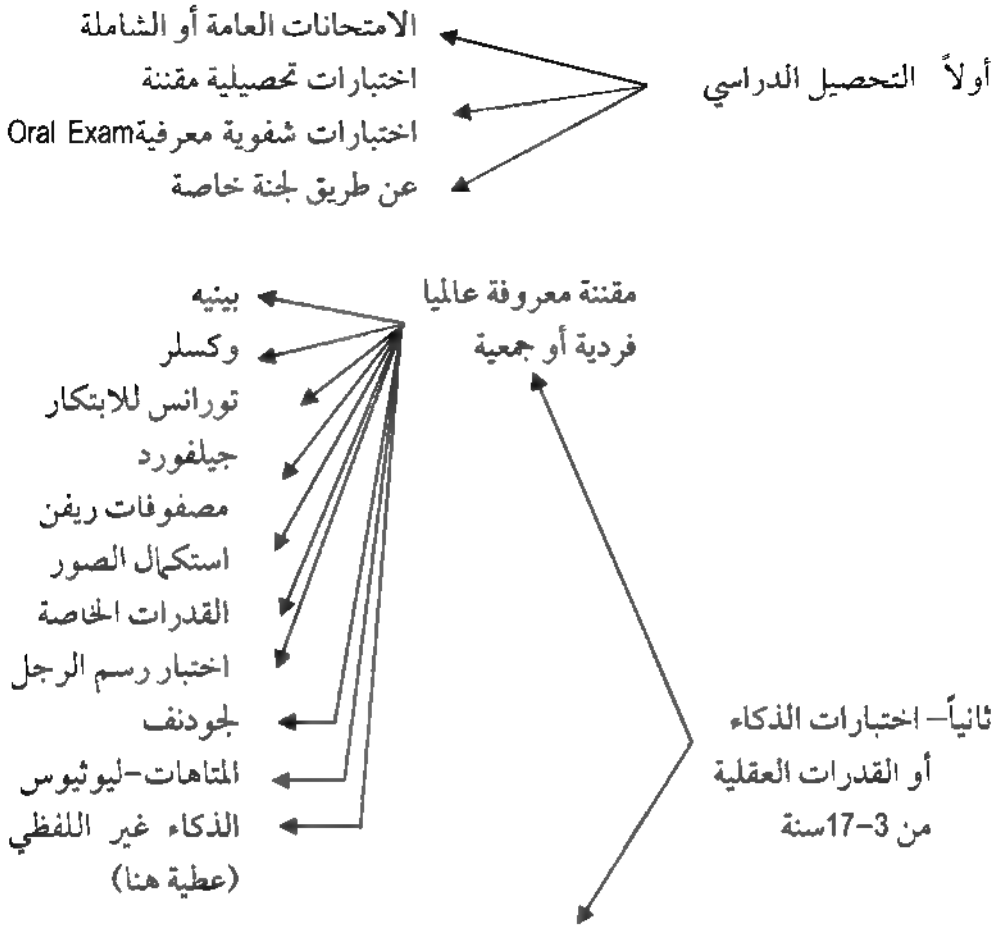 أولاً التحصيل الدراسي
الامتحانات العامة أو الشاملة
اختبارات تحصيلية مقننة
اختبارات شفوية معرفية Oral Exam
عن طريق لجنة خاصة
ثانياً– اختبارات الذكاء
أو القدرات العقلية
من 3–17سنة
مقننة معروفة عالميا
فردية أو جمعية
بينيه
وكسلر
تورانس للابتكار
جيلفورد
مصفوفات ريفن
استكمال الصور
القدرات الخاصة
اختبار رسم الرجل
لجودنف
المتاهات–ليوثيوس
الذكاء غير اللفظي
(عطية هنا)